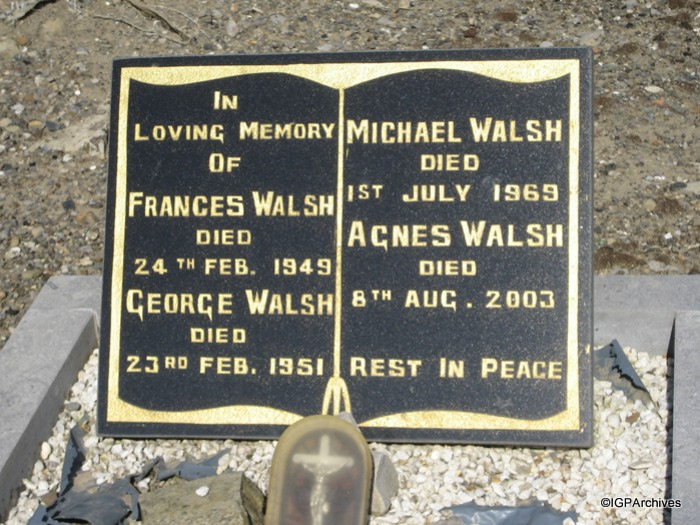 In
Loving Memory
Of
Frances Walsh
died
24th Feb. 1949
George Walsh
died
23rd Feb. 1951
Michael Walsh
died
1st July 1969
Agnes Walsh
died
8th Aug. 2003
Rest In Peace
©IGPArchives